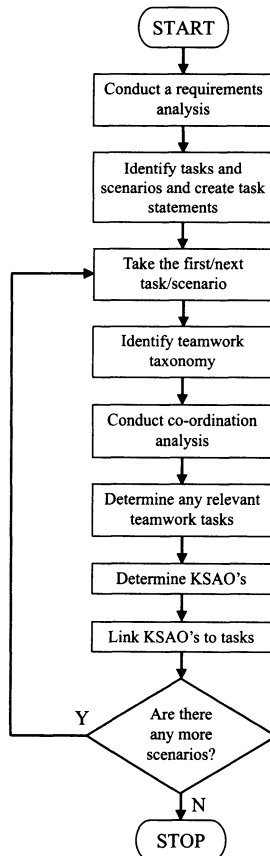 START
Conduct a requirements
analysis
Identify tasks and
scenarios and create task
statements
Take the first/next
task/scenario
Identify teamwork
taxonomy
Conduct co-ordination
analysis
Determine any relevant
teamwork tasks
Determine KSAO's
Link KSAO's to tasks
Are there
any more
scenarios?
Y
N
STOP